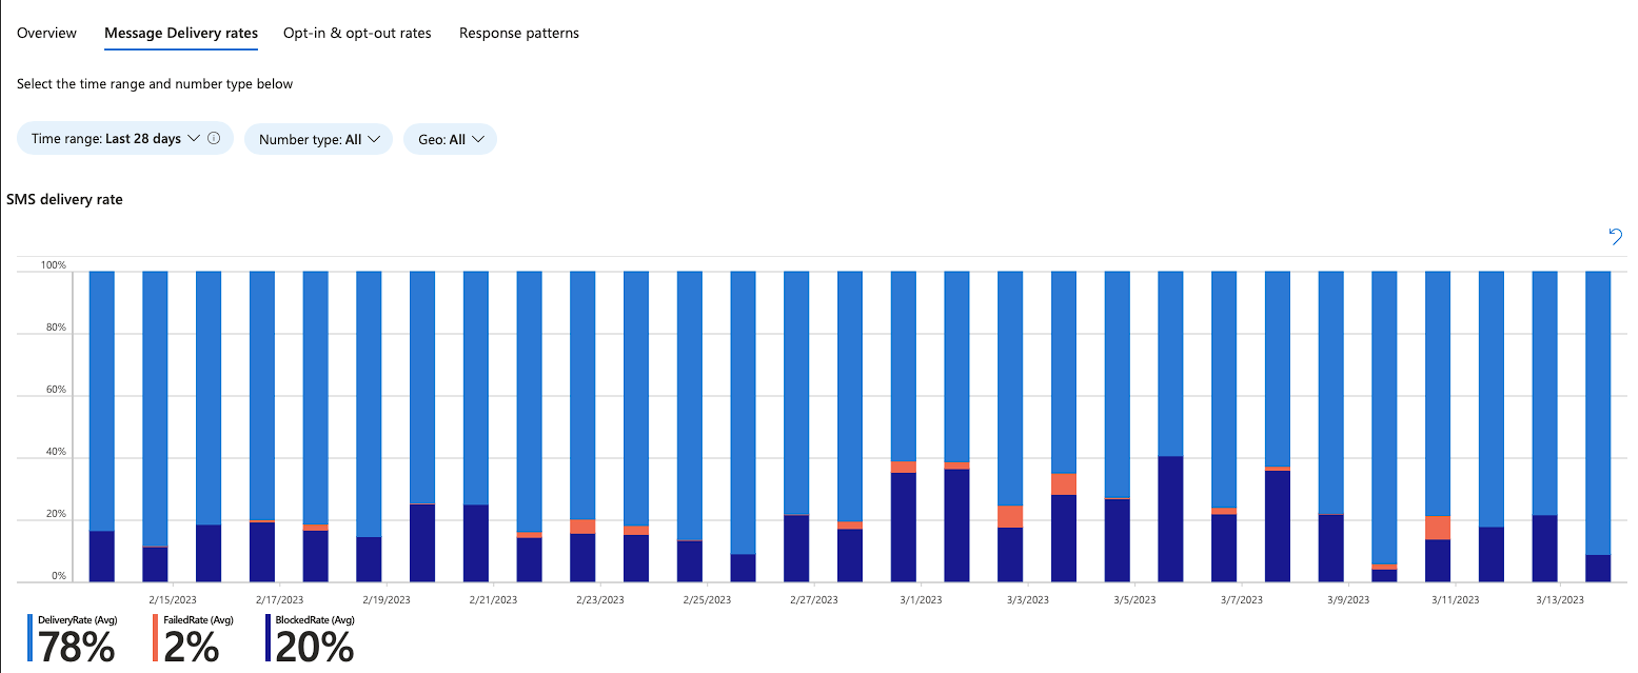 Overview Message Delivery rates Opt-in & opt-out rates Response patterns
Select the time range and number type below
Time range: Last 28 days Number type: All Geo: All
SMS delivery rate
100%
80%
60%
40%
20%
0%
2/15/2023 2/17/2023 2/19/2023 2/21/2023 2/23/2023 2/25/2023 2/27/2023 3/1/2023 3/3/2023 3/5/2023 3/7/2023 3/9/2023 3/11/2023 3/13/2023
DeliveryRate (Avg) FailedRate (Avg) BlockedRate (Avg)
78% 2% 20%